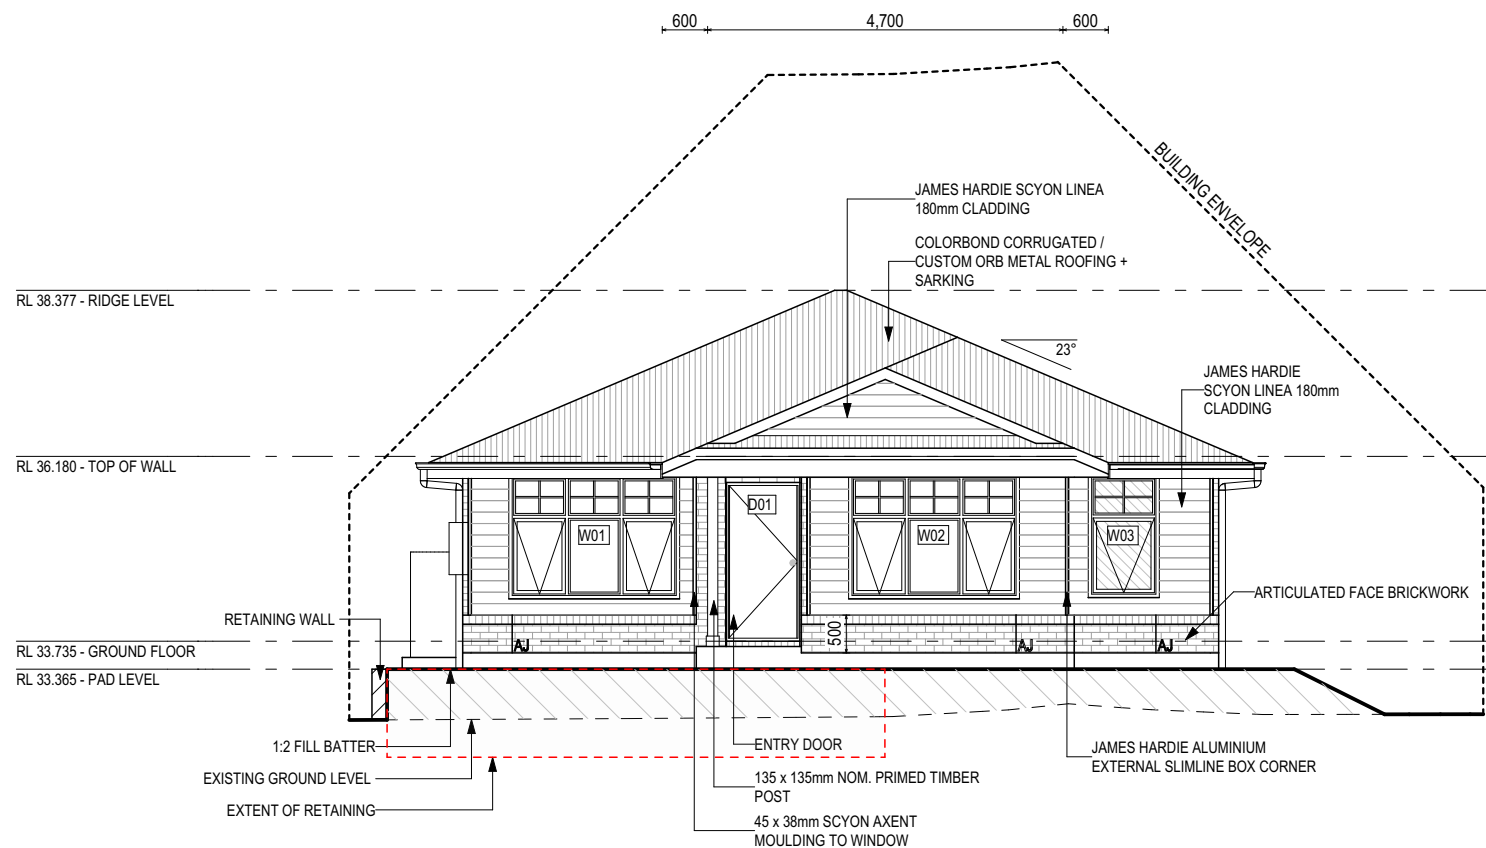 600
4,700
600
BUILDING ENVELOPE
JAMES HARDIE SCYON LINEA
180mm CLADDING
COLORBOND CORRUGATED /
CUSTOM ORB METAL ROOFING +
SARKING
RL 38.377 - RIDGE LEVEL
23°
JAMES HARDIE
SCYON LINEA 180mm
CLADDING
RL 36.180 - TOP OF WALL
D01
W01
W02
W03
ARTICULATED FACE BRICKWORK
RETAINING WALL
500
AJ
AJ
AJ
RL 33.735 - GROUND FLOOR
RL 33.365 - PAD LEVEL
1:2 FILL BATTER
ENTRY DOOR
JAMES HARDIE ALUMINIUM
EXTERNAL SLIMLINE BOX CORNER
EXISTING GROUND LEVEL
135 x 135mm NOM. PRIMED TIMBER
POST
EXTENT OF RETAINING
45 x 38mm SCYON AXENT
MOULDING TO WINDOW